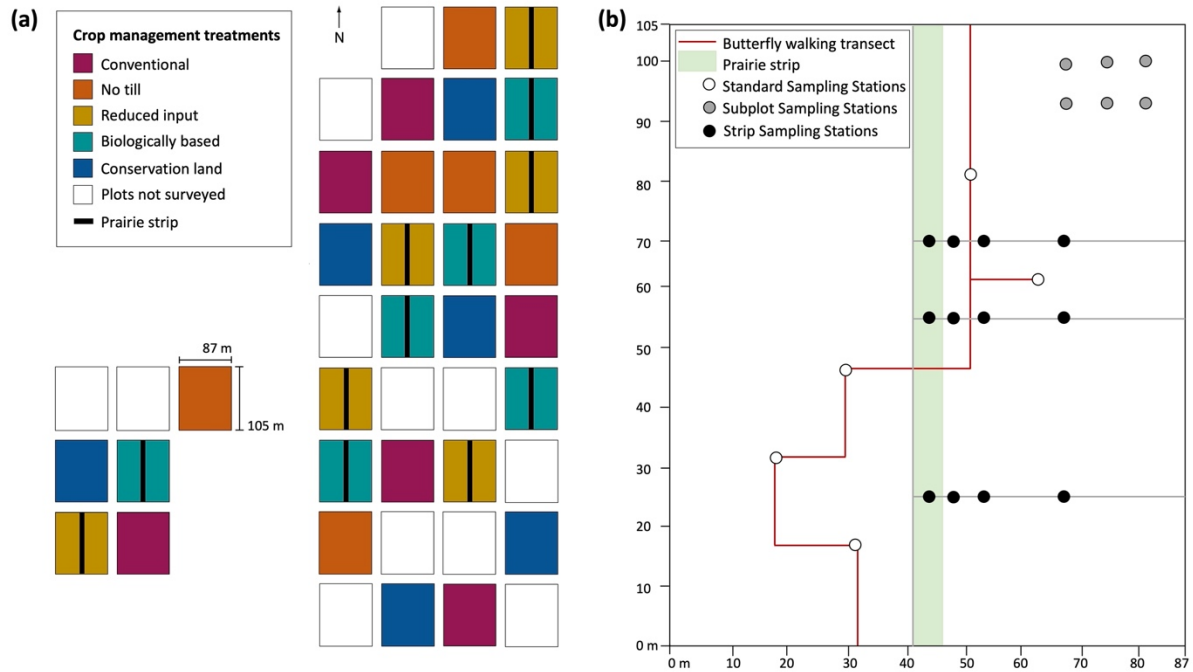 (a)
Crop management treatments
Conventional
No till
Reduced input
Biologically based
Conservation land
Plots not surveyed
Prairie strip
N
87 m
105 m
(b)
Butterfly walking transect
Prairie strip
Standard Sampling Stations
Subplot Sampling Stations
Strip Sampling Stations
105
100
90
80
70
60
50
40
30
20
10
0 m
0 m 10 20 30 40 50 60 70 80 87